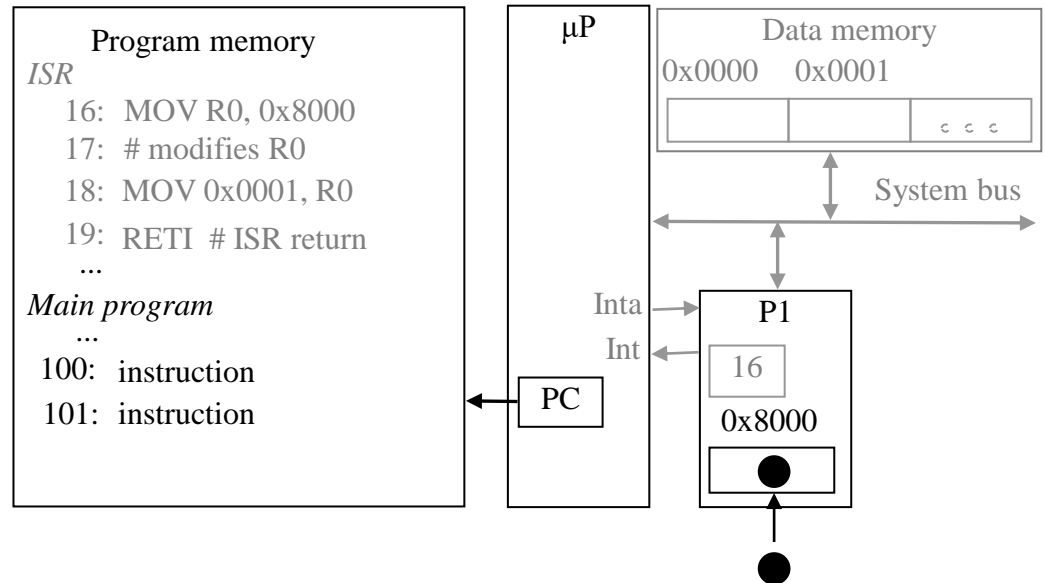 Program memory
ISR
16: MOV R0, 0x8000
17: # modifies R0
18: MOV 0x0001, R0
19: RETI # ISR return
...
Main program
...
100: instruction
101: instruction
μP
Inta
Int
PC
Data memory
0x0000 0x0001
System bus
P1
16
0x8000